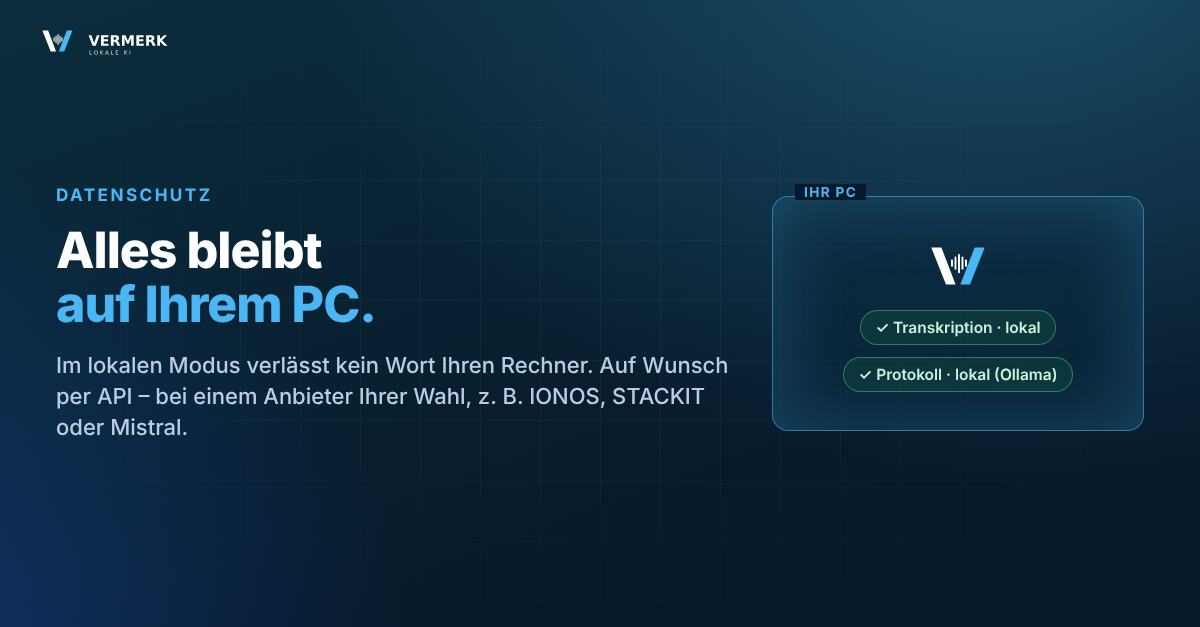 VERMERK
LOKALE KI
DATENSCHUTZ
Alles bleibt
auf Ihrem PC.
Im lokalen Modus verlässt kein Wort Ihren Rechner. Auf Wunsch
per API – bei einem Anbieter Ihrer Wahl, z. B. IONOS, STACKIT
oder Mistral.
IHR PC
✓ Transkription · lokal
✓ Protokoll · lokal (Ollama)